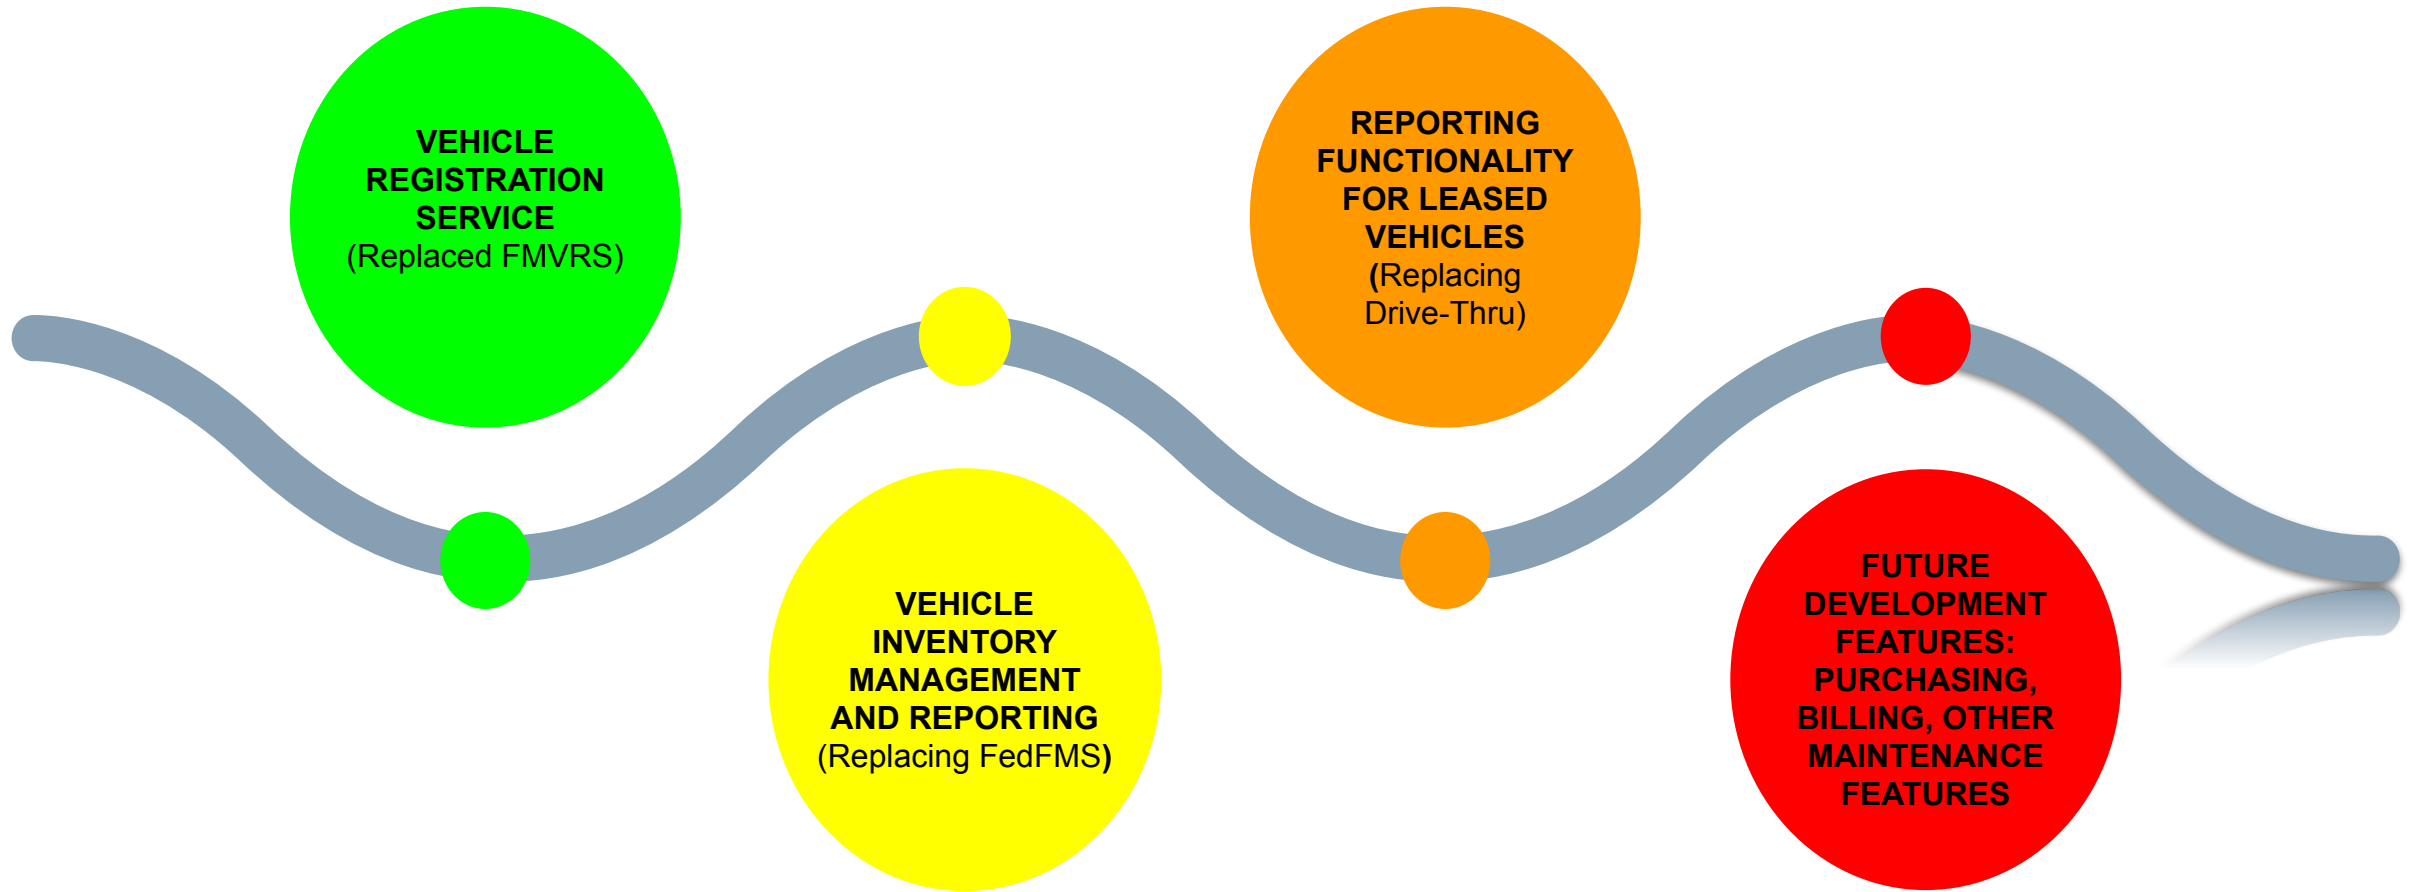 VEHICLE
REGISTRATION
SERVICE
(Replaced FMVRS)
VEHICLE
INVENTORY
MANAGEMENT
AND REPORTING
(Replacing FedFMS)
REPORTING
FUNCTIONALITY
FOR LEASED
VEHICLES
(Replacing
Drive-Thru)
FUTURE
DEVELOPMENT
FEATURES:
PURCHASING,
BILLING, OTHER
MAINTENANCE
FEATURES